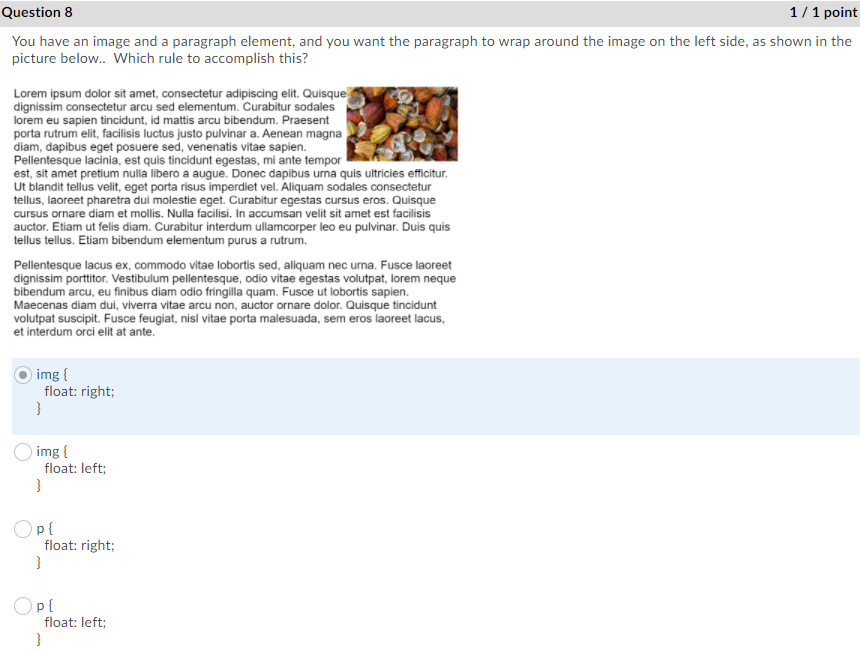 Question 8
1 / 1 point
You have an image and a paragraph element, and you want the paragraph to wrap around the image on the left side, as shown in the
picture below.. Which rule to accomplish this?
Lorem ipsum dolor sit amet, consectetur adipiscing elit. Quisque
dignissim consectetur arcu sed elementum. Curabitur sodales
lorem eu sapien tincidunt, id mattis arcu bibendum. Praesent
porta rutrum elit, facilisis luctus justo pulvinar a. Aenean magna
diam, dapibus eget posuere sed, venenatis vitae sapien.
Pellentesque lacinia, est quis tincidunt egestas, mi ante tempor
est, sit amet pretium nulla libero a augue. Donec dapibus urna quis ultricies efficitur.
Ut blandit tellus velit, eget porta risus imperdiet vel. Aliquam sodales consectetur
tellus, laoreet pharetra dui molestie eget. Curabitur egestas cursus eros. Quisque
cursus ornare diam et mollis. Nulla facilisi. In accumsan velit sit amet est facilisis
auctor. Etiam ut felis diam. Curabitur interdum ullamcorper leo eu pulvinar. Duis quis
tellus tellus. Etiam bibendum elementum purus a rutrum.
Pellentesque lacus ex, commodo vitae lobortis sed, aliquam nec urna. Fusce laoreet
dignissim porttitor. Vestibulum pellentesque, odio vitae egestas volutpat, lorem neque
bibendum arcu, eu finibus diam odio fringilla quam. Fusce ut lobortis sapien.
Maecenas diam dui, viverra vitae arcu non, auctor ornare dolor. Quisque tincidunt
volutpat suscipit. Fusce feugiat, nisl vitae porta malesuada, sem eros laoreet lacus,
et interdum orci elit at ante.
img {
float: right;
}
img {
float: left;
}
p {
float: right;
}
p {
float: left;
}